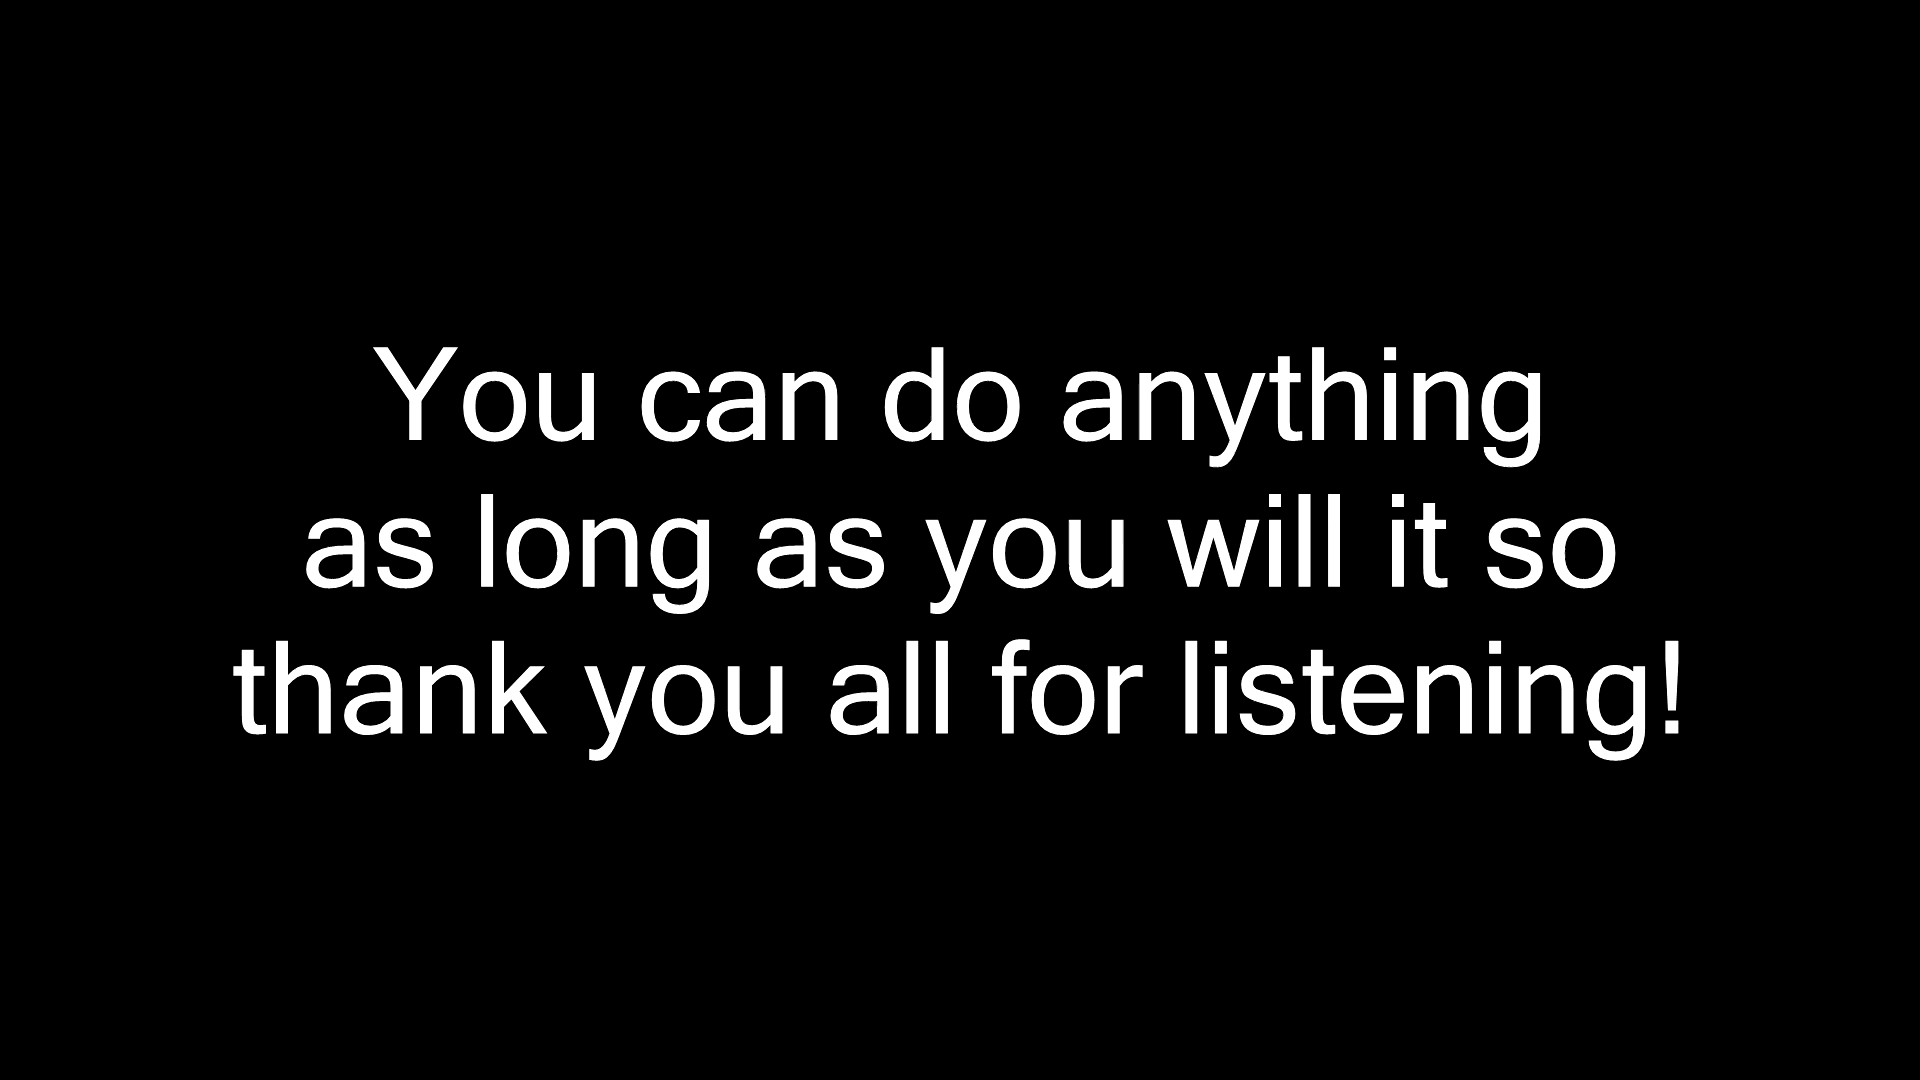 You can do anything
as long as you will it so
thank you all for listening!